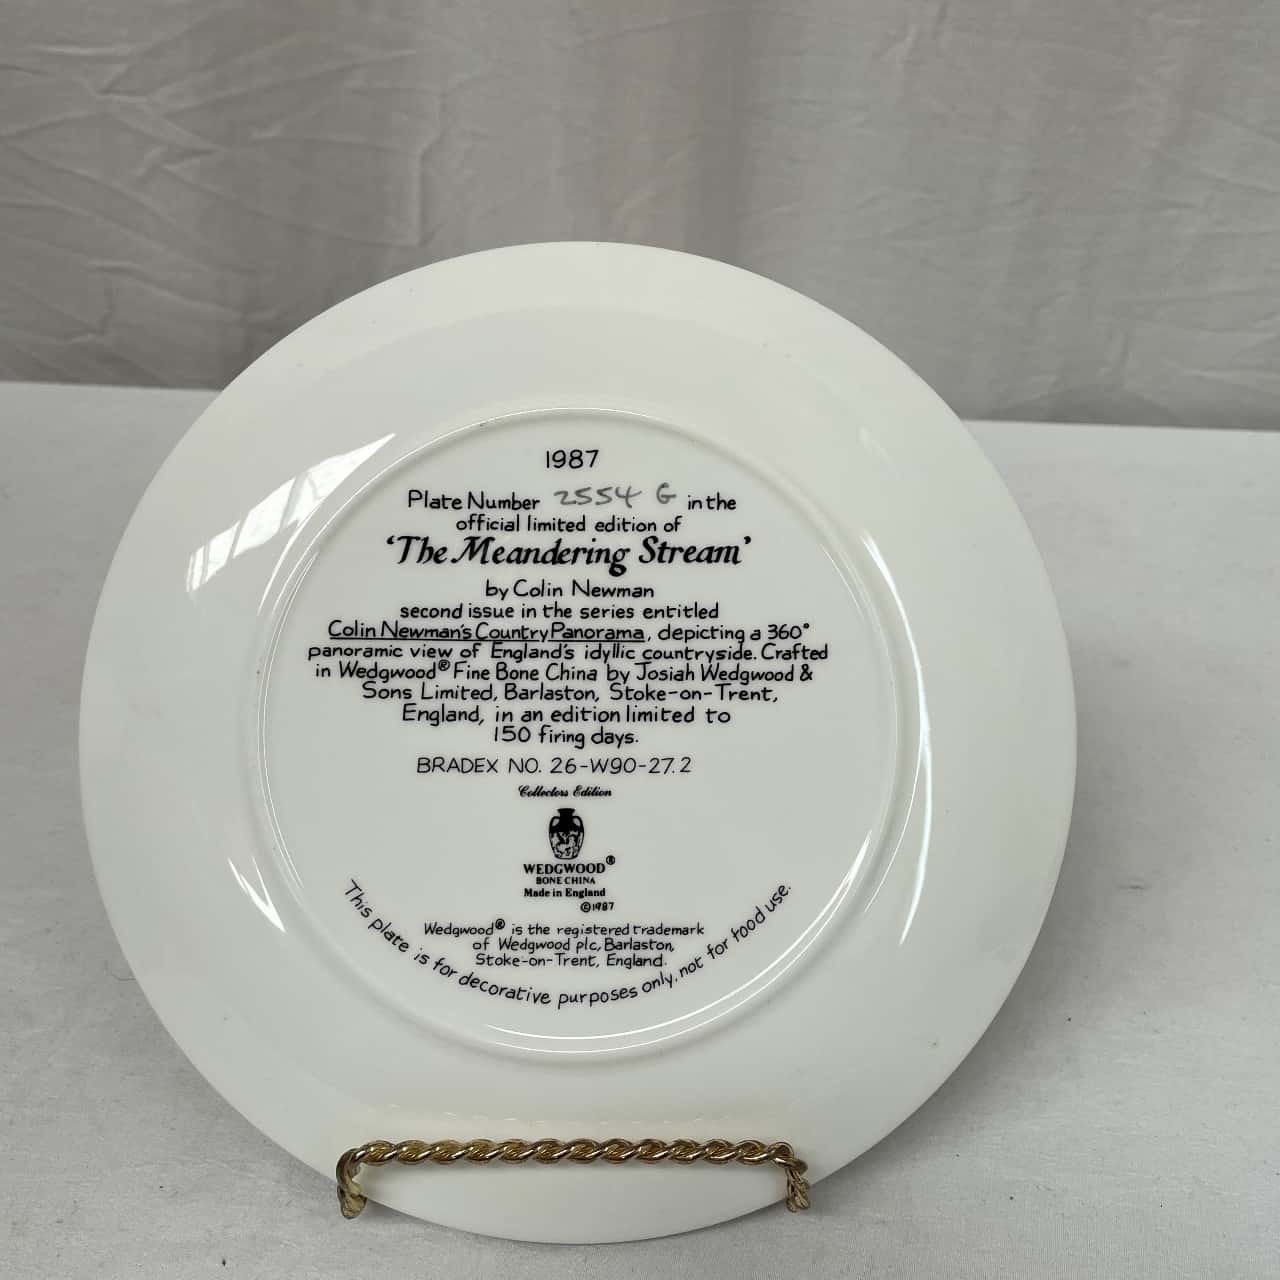 1987
Plate Number 2554 G in the
official limited edition of
'The Meandering Stream'
by Colin Newman
second issue in the series entitled
Colin Newman's Country Panorama, depicting a 360°
panoramic view of England's idyllic countryside. Crafted
in Wedgwood® Fine Bone China by Josiah Wedgwood &
Sons Limited, Barlaston, Stoke-on-Trent,
England, in an edition limited to
150 firing days.
BRADEX NO. 26-W90-27.2
Collectors Edition
WEDGWOOD®
BONE CHINA
Made in England
©1987
Wedgwood® is the registered trademark
of Wedgwood plc, Barlaston,
Stoke-on-Trent, England.
This plate is for decorative purposes only, not for food use.